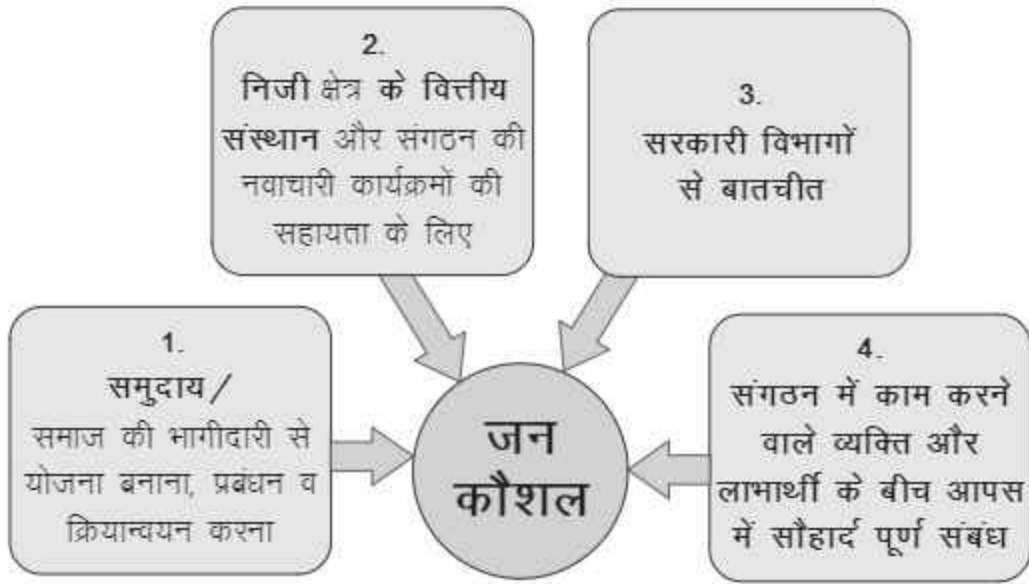 1.
समुदाय/
समाज की भागीदारी से
योजना बनाना, प्रबंधन व
क्रियान्वयन करना
2.
निजी क्षेत्र के वित्तीय
संस्थान और संगठन की
नवाचारी कार्यक्रमों की
सहायता के लिए
3.
सरकारी विभागों
से बातचीत
4.
संगठन में काम करने
वाले व्यक्ति और
लाभार्थी के बीच आपस
में सौहार्द पूर्ण संबंध
जन
कौशल